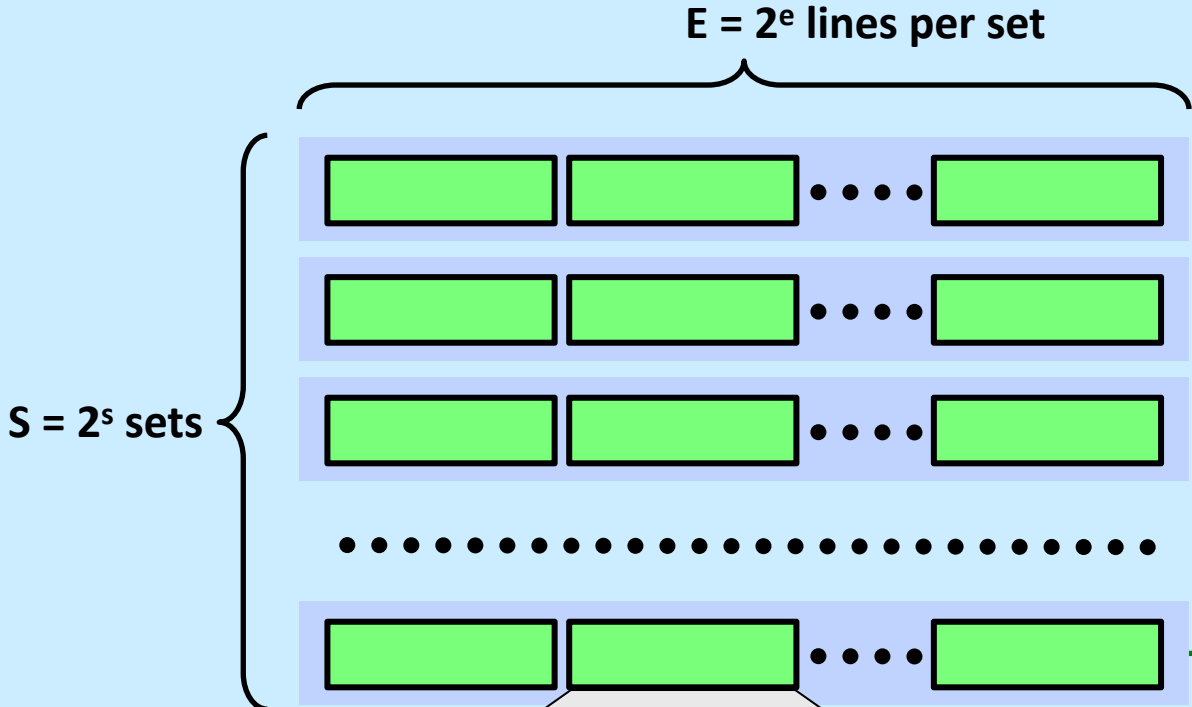 E = 2ᵉ lines per set
S = 2ˢ sets